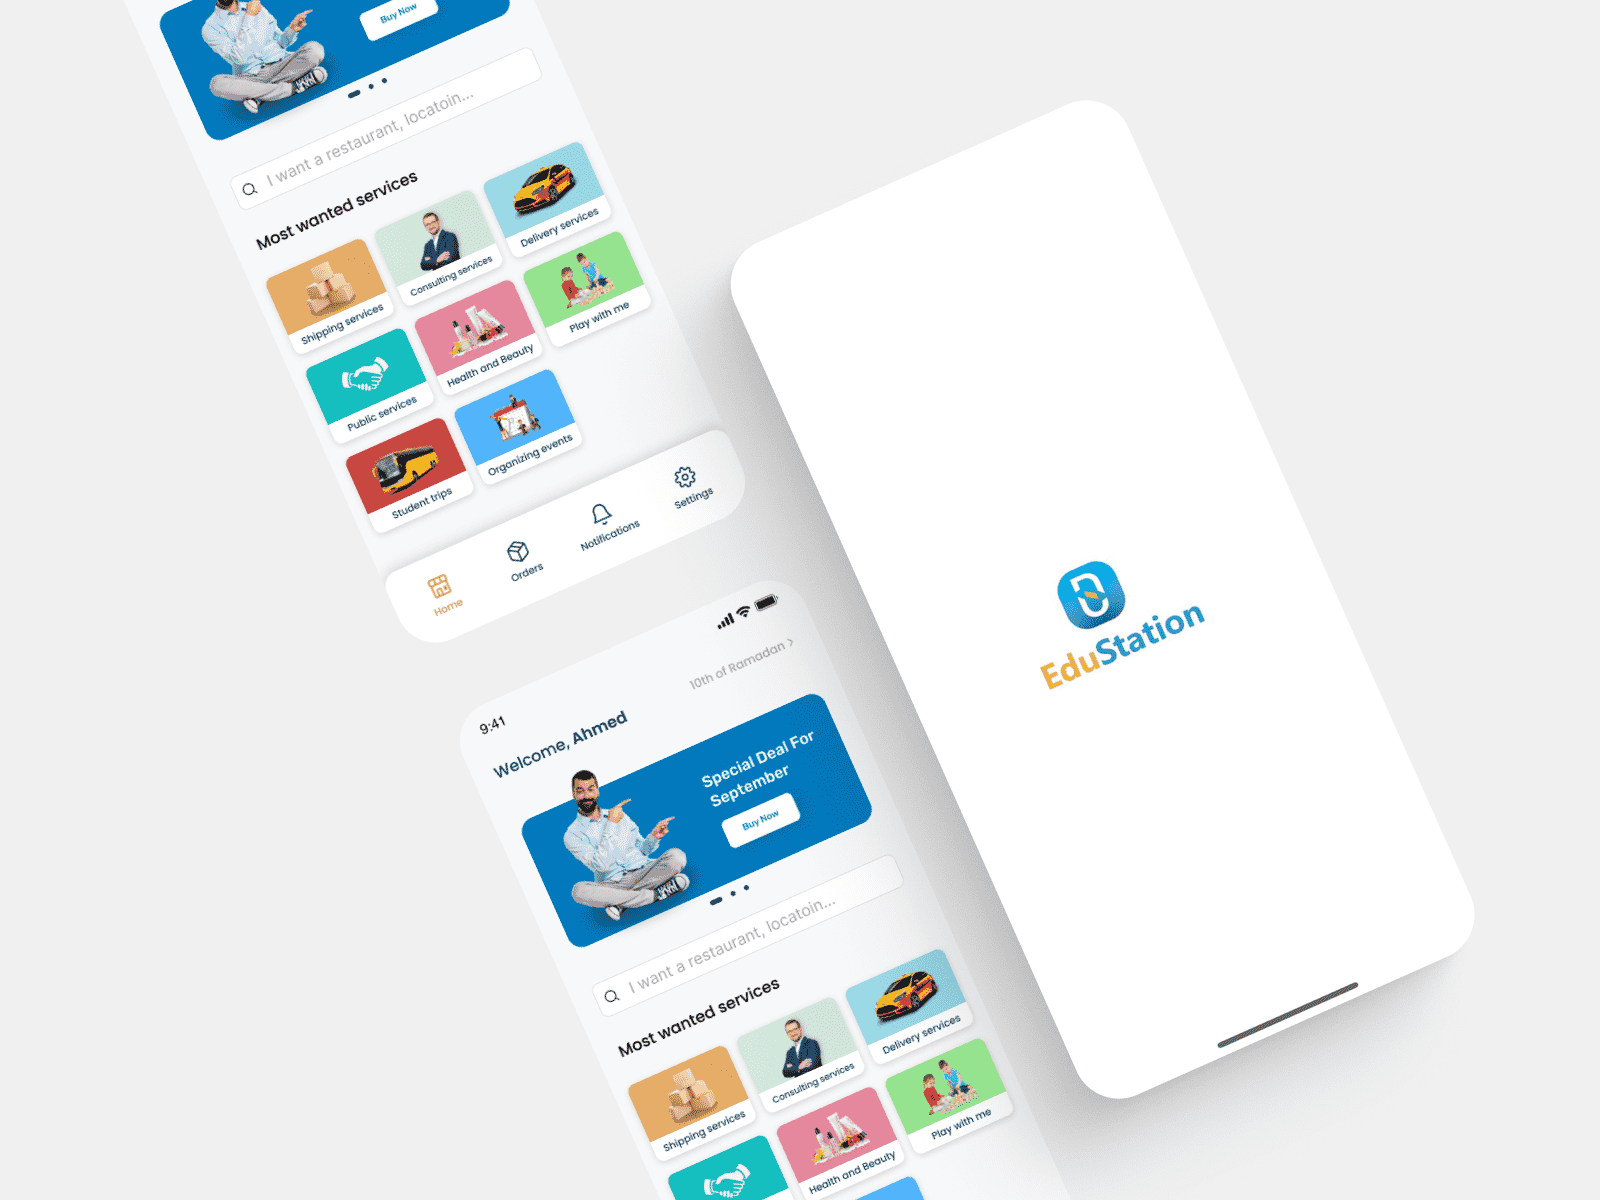 Buy Now
I want a restaurant, locatoin...
Most wanted services
Shipping services
Consulting services
Delivery services
Public services
Health and Beauty
Play with me
Student trips
Organizing events
Home
Orders
Notifications
Settings
9:41
10th of Ramadan >
Welcome, Ahmed
Special Deal For
September
Buy Now
I want a restaurant, locatoin...
Most wanted services
Shipping services
Consulting services
Delivery services
Health and Beauty
Play with me
EduStation